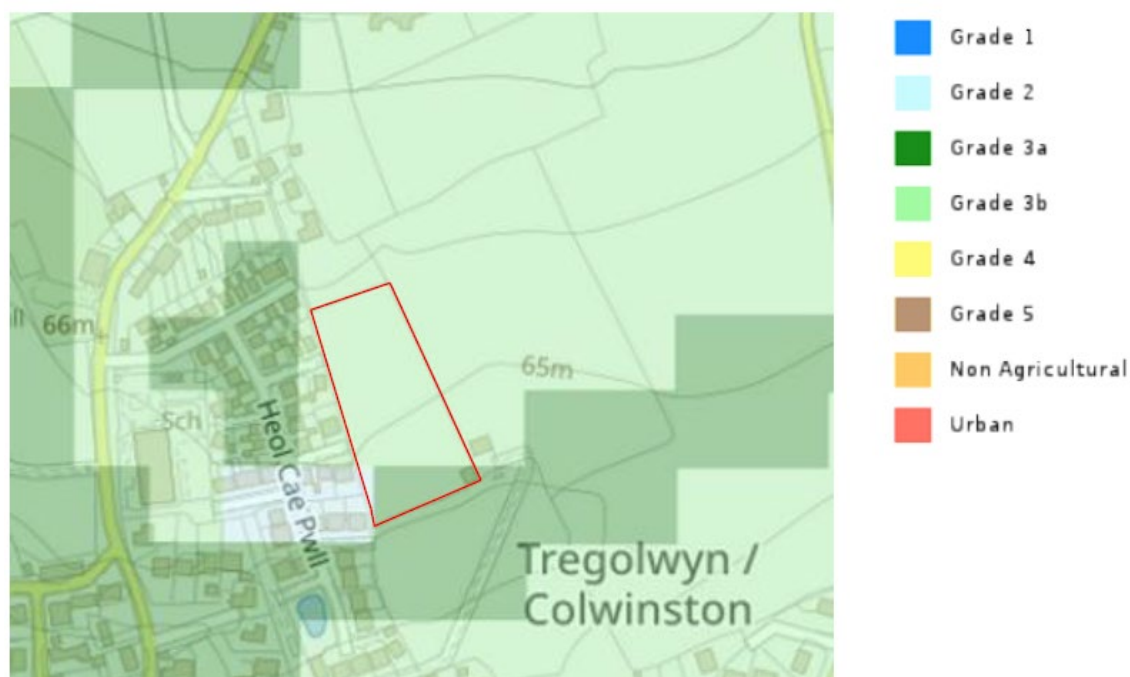 Grade 1
Grade 2
Grade 3a
Grade 3b
Grade 4
Grade 5
Non Agricultural
Urban
66m
65m
Sch
Heol Cae Pwll
Tregolwyn /
Colwinston